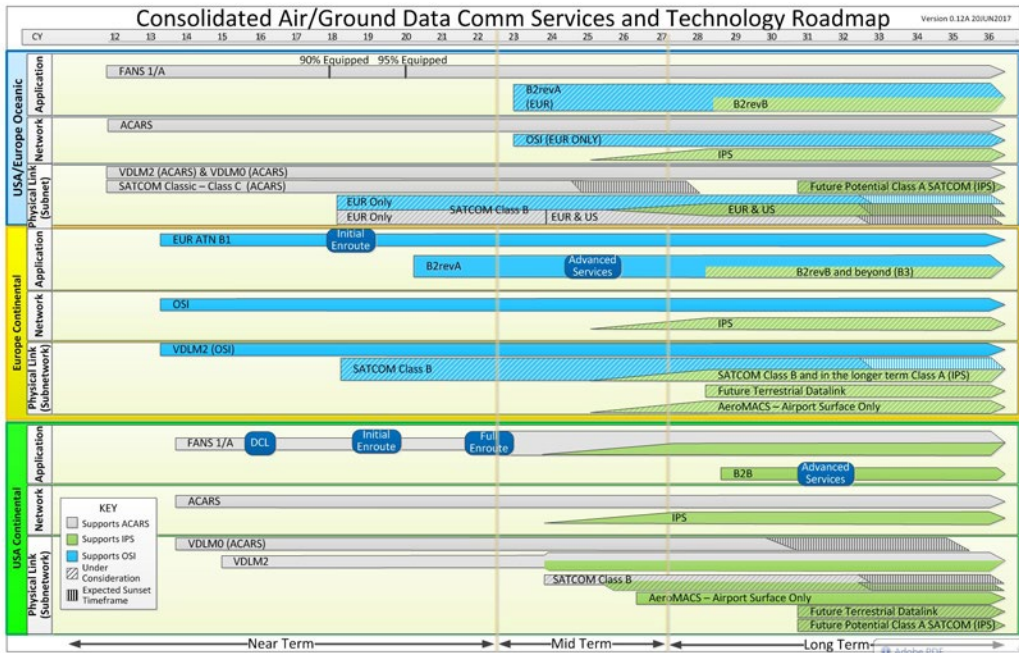 Consolidated Air/Ground Data Comm Services and Technology Roadmap
Version 0.12A 20JUN2017
CY 12 13 14 15 16 17 18 19 20 21 22 23 24 25 26 27 28 29 30 31 32 33 34 35 36
USA/Europe Oceanic
Application
90% Equipped 95% Equipped
FANS 1/A
B2revA
(EUR)
B2revB
Network
ACARS
OSI (EUR ONLY)
IPS
Physical Link
(Subnet)
VDLM2 (ACARS) & VDLM0 (ACARS)
SATCOM Classic – Class C (ACARS)
Future Potential Class A SATCOM (IPS)
EUR Only
SATCOM Class B
EUR Only
EUR & US
EUR & US
Europe Continental
Application
EUR ATN B1
Initial
Enroute
B2revA
Advanced
Services
B2revB and beyond (B3)
Network
OSI
IPS
Physical Link
(Subnetwork)
VDLM2 (OSI)
SATCOM Class B
SATCOM Class B and in the longer term Class A (IPS)
Future Terrestrial Datalink
AeroMACS – Airport Surface Only
USA Continental
Application
FANS 1/A
DCL
Initial
Enroute
Full
Enroute
B2B
Advanced
Services
Network
ACARS
IPS
Physical Link
(Subnetwork)
VDLM0 (ACARS)
VDLM2
SATCOM Class B
AeroMACS – Airport Surface Only
Future Terrestrial Datalink
Future Potential Class A SATCOM (IPS)
KEY
Supports ACARS
Supports IPS
Supports OSI
Under
Consideration
Expected Sunset
Timeframe
Near Term
Mid Term
Long Term
Adobe PDF